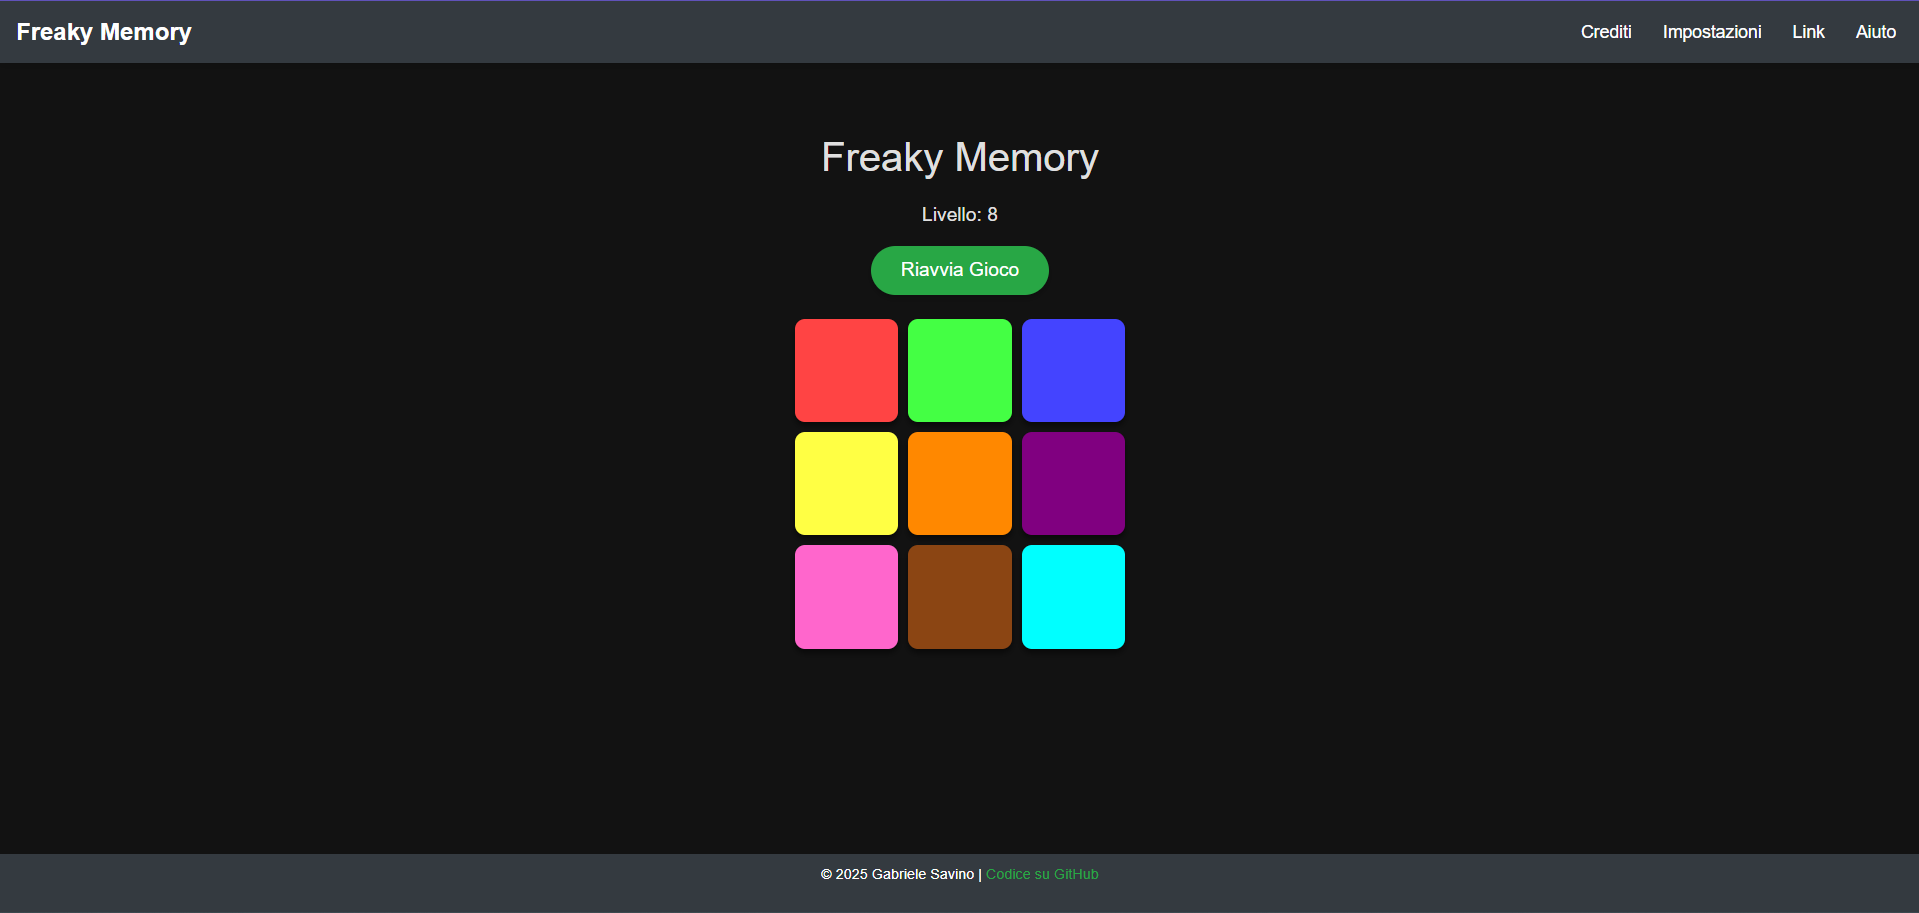 Freaky Memory
Crediti Impostazioni Link Aiuto
Freaky Memory
Livello: 8
Riavvia Gioco
© 2025 Gabriele Savino | Codice su GitHub